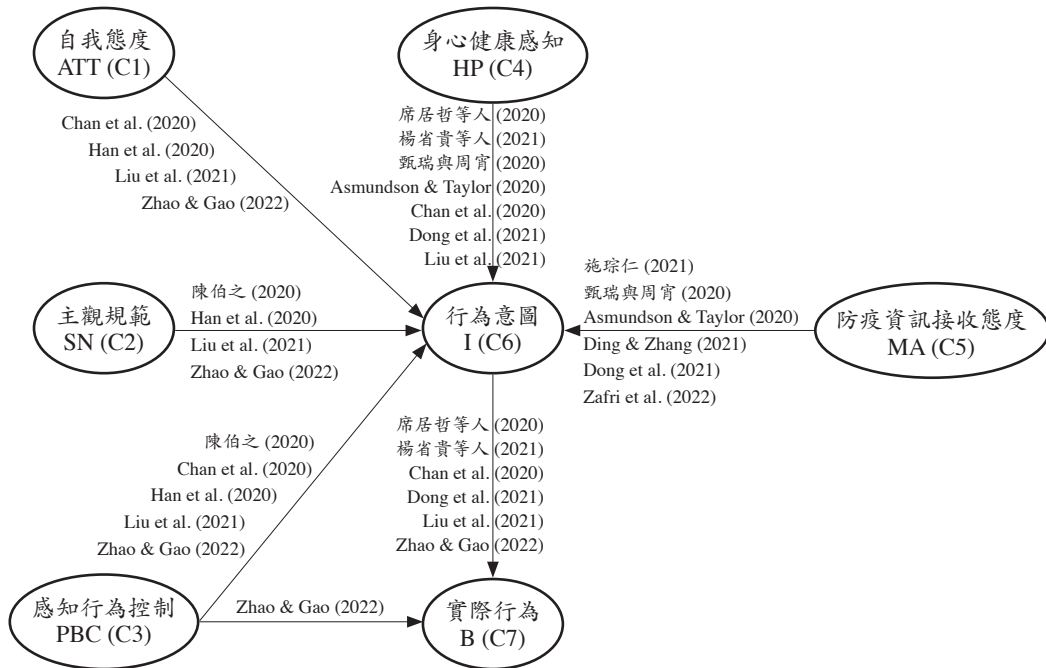 自我態度
ATT (C1)
身心健康感知
HP (C4)
Chan et al. (2020)
Han et al. (2020)
Liu et al. (2021)
Zhao & Gao (2022)
席居哲等人 (2020)
楊省貴等人 (2021)
甄瑞與周宵 (2020)
Asmundson & Taylor (2020)
Chan et al. (2020)
Dong et al. (2021)
Liu et al. (2021)
主觀規範
SN (C2)
陳伯之 (2020)
Han et al. (2020)
Liu et al. (2021)
Zhao & Gao (2022)
行為意圖
I (C6)
施琮仁 (2021)
甄瑞與周宵 (2020)
Asmundson & Taylor (2020)
Ding & Zhang (2021)
Dong et al. (2021)
Zafri et al. (2022)
防疫資訊接收態度
MA (C5)
陳伯之 (2020)
Chan et al. (2020)
Han et al. (2020)
Liu et al. (2021)
Zhao & Gao (2022)
席居哲等人 (2020)
楊省貴等人 (2021)
Chan et al. (2020)
Dong et al. (2021)
Liu et al. (2021)
Zhao & Gao (2022)
感知行為控制
PBC (C3)
Zhao & Gao (2022)
實際行為
B (C7)